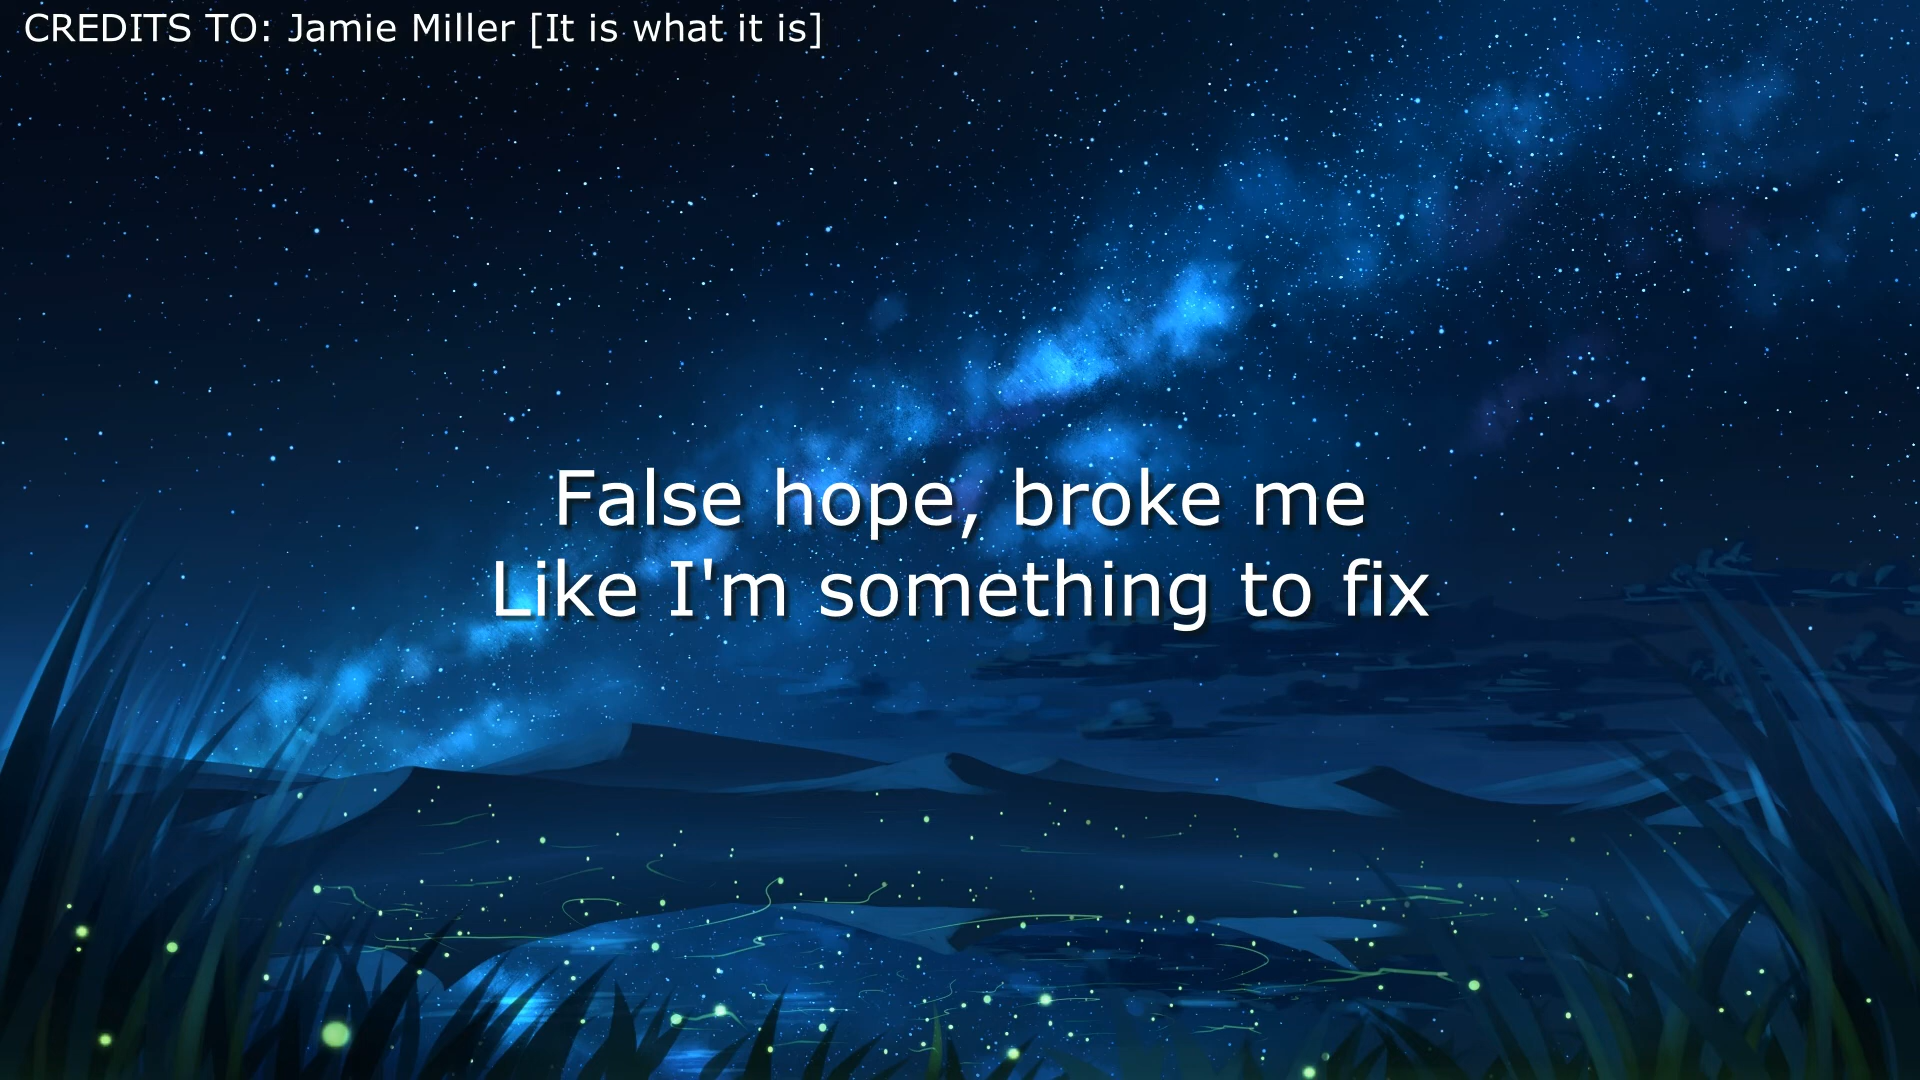 CREDITS TO: Jamie Miller [It is what it is]
False hope, broke me
Like I'm something to fix